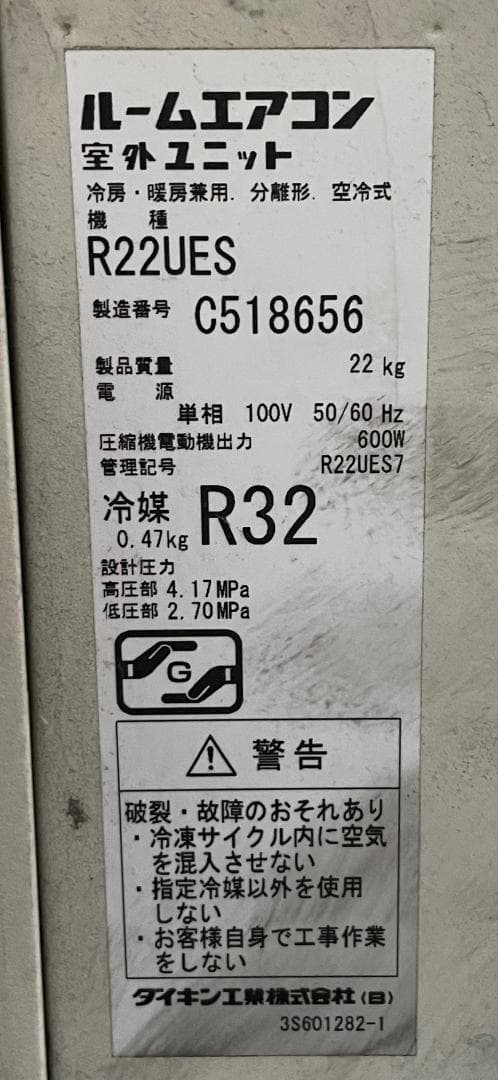 ルームエアコン
室外ユニット
冷房・暖房兼用. 分離形. 空冷式
機 種
R22UES
製造番号 C518656
製品質量 22 kg
電 源
単相 100V 50/60 Hz
圧縮機電動機出力 600W
管理記号 R22UES7
冷媒 R32
0.47kg
設計圧力
高圧部 4.17MPa
低圧部 2.70MPa
G
警告
破裂・故障のおそれあり
・冷凍サイクル内に空気
を混入させない
・指定冷媒以外を使用
しない
・お客様自身で工事作業
をしない
ダイキン工業株式会社(日)
3S601282-1